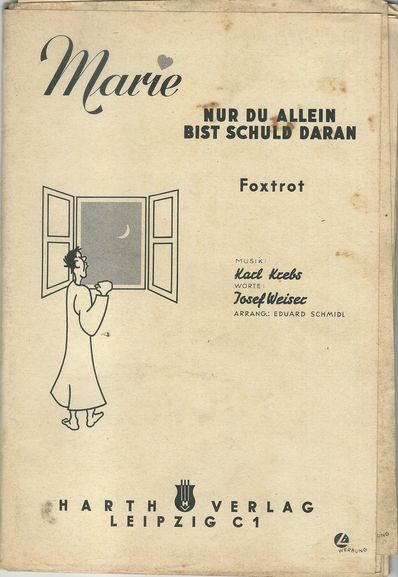 Marie
NUR DU ALLEIN
BIST SCHULD DARAN
Foxtrot
MUSIK:
Karl Krebs
WORTE:
Josef Weiser
ARRANG.: EDUARD SCHMIDL
HARTH VERLAG
LEIPZIG C1
WERBUNG